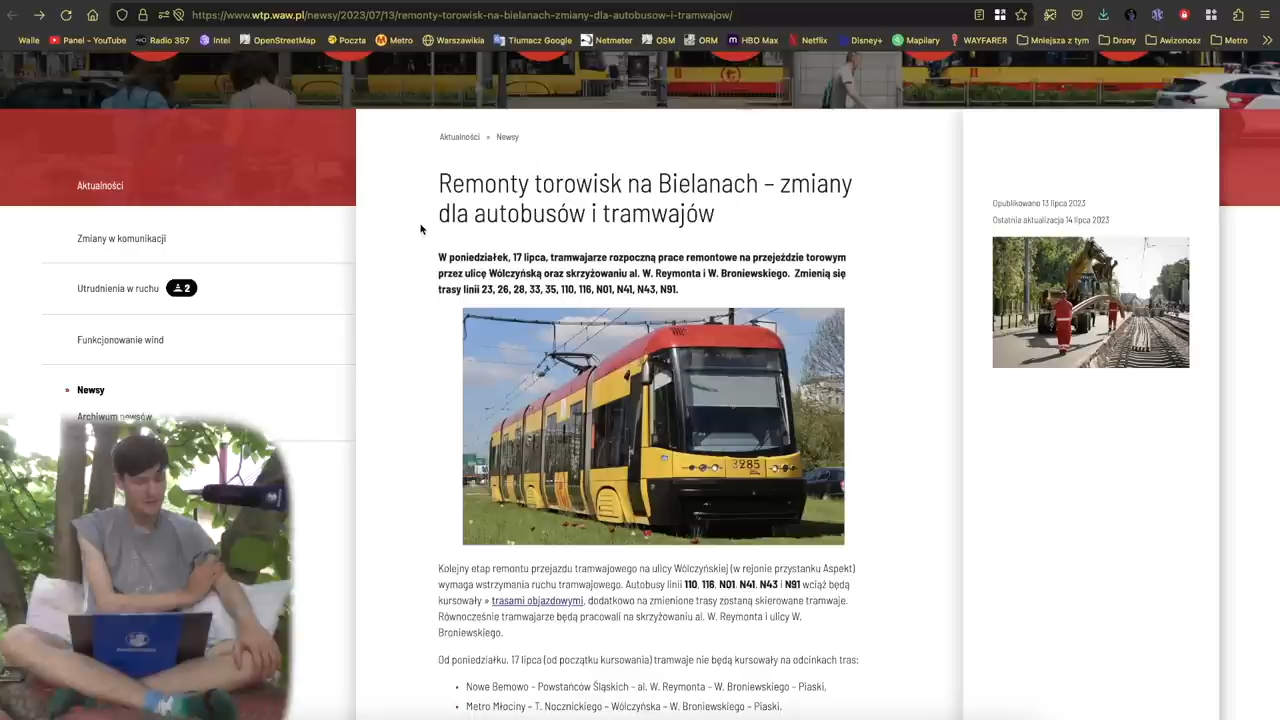 https://www.wtp.waw.pl/newsy/2023/07/13/remonty-torowisk-na-bielanach-zmiany-dla-autobusow-i-tramwajow/
Walle Panel - YouTube Radio 357 Intel OpenStreetMap Poczta Metro Warszawikia Tłumacz Google Netmeter OSM ORM HBO Max Netflix Disney+ Mapilary WAYFARER Mniejsza z tym Drony Awizonosz Metro
Aktualności » Newsy
Remonty torowisk na Bielanach – zmiany
dla autobusów i tramwajów
W poniedziałek, 17 lipca, tramwajarze rozpoczną prace remontowe na przejeździe torowym
przez ulicę Wólczyńską oraz skrzyżowaniu al. W. Reymonta i W. Broniewskiego. Zmienią się
trasy linii 23, 26, 28, 33, 35, 110, 116, N01, N41, N43, N91.
3285
Kolejny etap remontu przejazdu tramwajowego na ulicy Wólczyńskiej (w rejonie przystanku Aspekt)
wymaga wstrzymania ruchu tramwajowego. Autobusy linii 110, 116, N01, N41, N43 i N91 wciąż będą
kursowały » trasami objazdowymi, dodatkowo na zmienione trasy zostaną skierowane tramwaje.
Równocześnie tramwajarze będą pracowali na skrzyżowaniu al. W. Reymonta i ulicy W.
Broniewskiego.
Od poniedziałku, 17 lipca (od początku kursowania) tramwaje nie będą kursowały na odcinkach tras:
• Nowe Bemowo – Powstańców Śląskich – al. W. Reymonta – W. Broniewskiego – Piaski,
• Metro Młociny – T. Nocznickiego – Wólczyńska – W. Broniewskiego – Piaski.
Aktualności
Zmiany w komunikacji
Utrudnienia w ruchu 2
Funkcjonowanie wind
» Newsy
Archiwum newsów
Opublikowano 13 lipca 2023
Ostatnia aktualizacja 14 lipca 2023